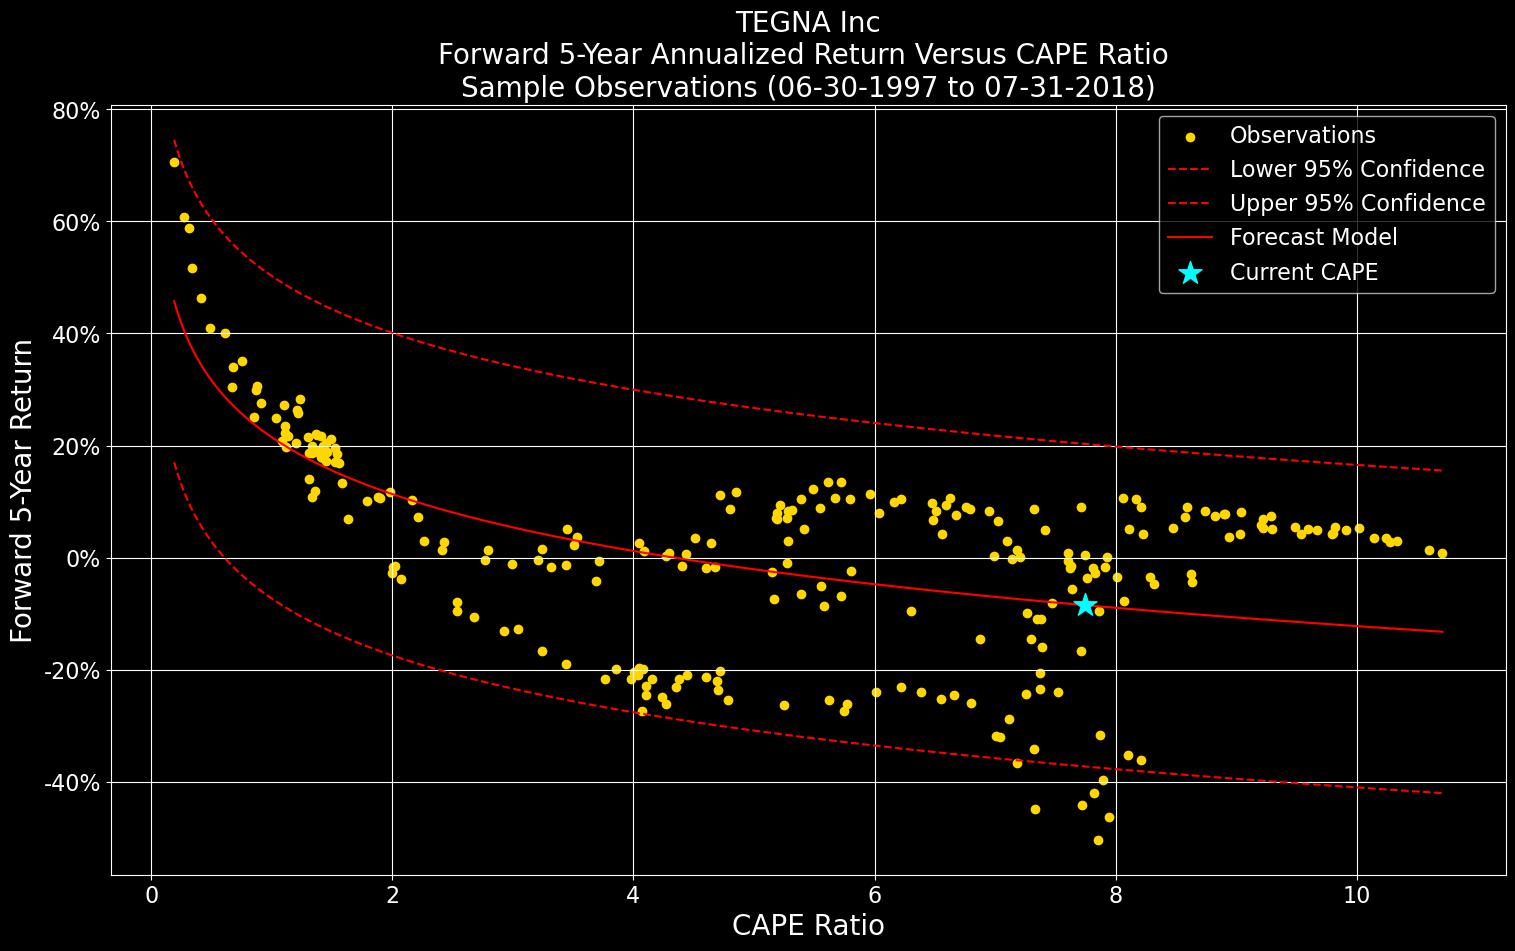 TEGNA Inc
Forward 5-Year Annualized Return Versus CAPE Ratio
Sample Observations (06-30-1997 to 07-31-2018)
80%
60%
40%
20%
0%
-20%
-40%
Forward 5-Year Return
Observations
Lower 95% Confidence
Upper 95% Confidence
Forecast Model
Current CAPE
0 2 4 6 8 10
CAPE Ratio